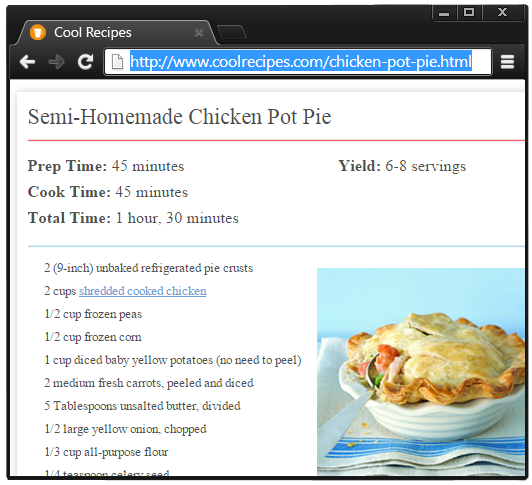 Cool Recipes
http://www.coolrecipes.com/chicken-pot-pie.html
Semi-Homemade Chicken Pot Pie
Prep Time: 45 minutes
Yield: 6-8 servings
Cook Time: 45 minutes
Total Time: 1 hour, 30 minutes
2 (9-inch) unbaked refrigerated pie crusts
2 cups shredded cooked chicken
1/2 cup frozen peas
1/2 cup frozen corn
1 cup diced baby yellow potatoes (no need to peel)
2 medium fresh carrots, peeled and diced
5 Tablespoons unsalted butter, divided
1/2 large yellow onion, chopped
1/3 cup all-purpose flour
1/4 teaspoon celery seed